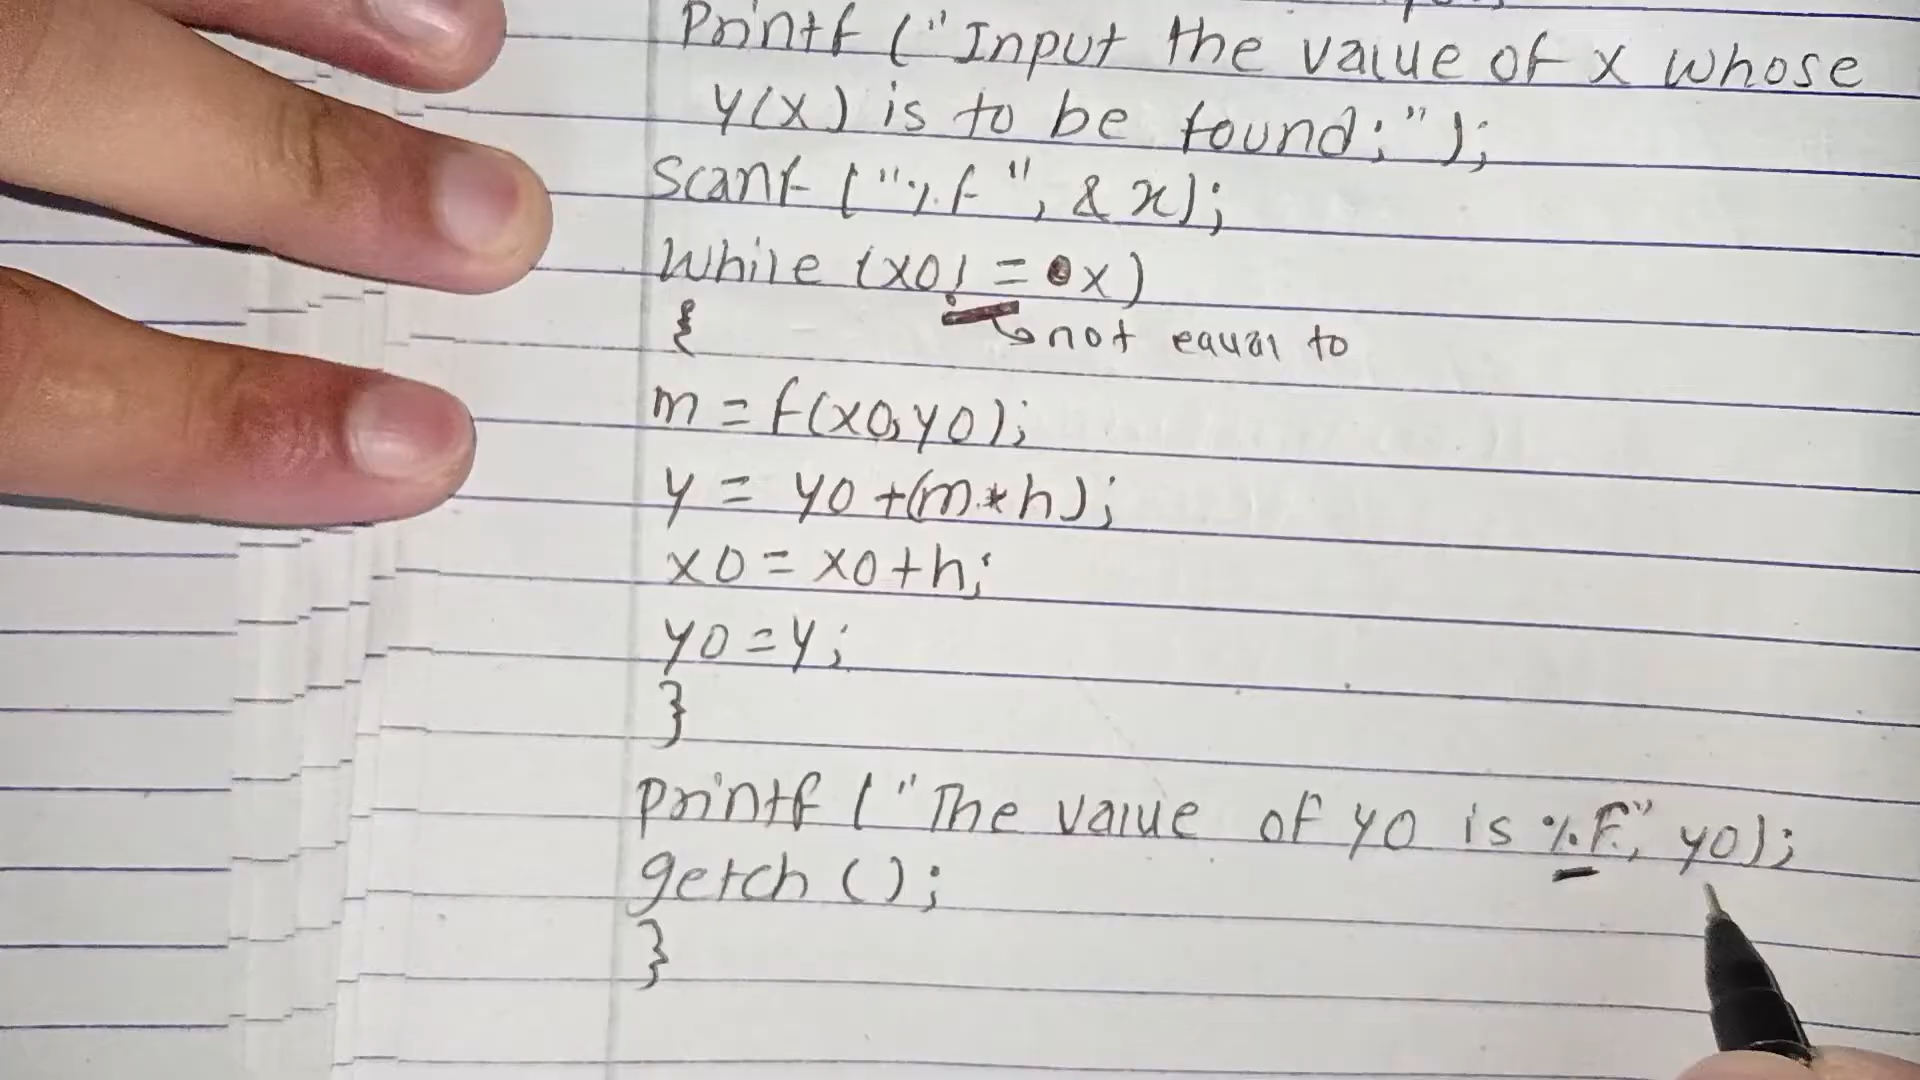 Printf ("Input the value of x whose
y(x) is to be found:");
Scanf ("%f", &x);
While (x0! = x)
{
not equal to
m = f(x0,y0);
y = y0+(m*h);
x0 = x0+h;
y0 = y;
}
printf ("The value of y0 is %f", y0);
getch ();
}